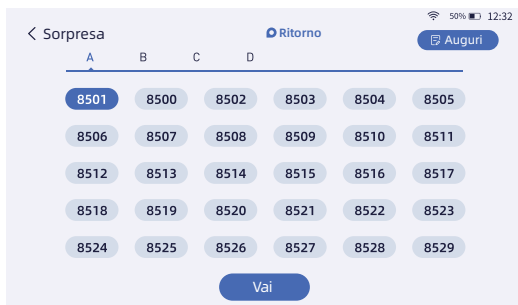 50% 12:32
Sorpresa Ritorno Auguri
A B C D
8501 8500 8502 8503 8504 8505
8506 8507 8508 8509 8510 8511
8512 8513 8514 8515 8516 8517
8518 8519 8520 8521 8522 8523
8524 8525 8526 8527 8528 8529
Vai